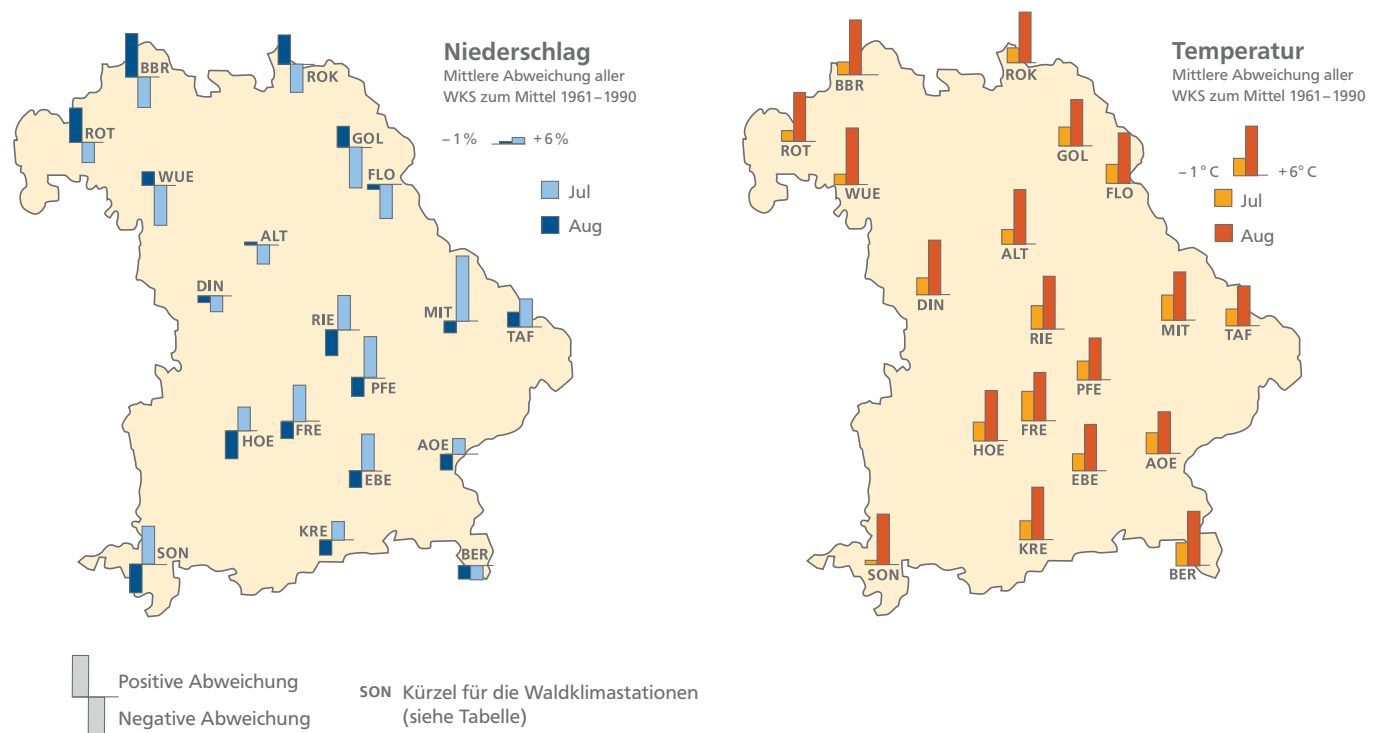 Niederschlag
Mittlere Abweichung aller
WKS zum Mittel 1961–1990
–1% +6%
Jul
Aug
BBR
ROK
ROT
GOL
WUE
FLO
ALT
DIN
RIE
MIT
TAF
PFE
HOE
FRE
AOE
EBE
KRE
SON
BER
Temperatur
Mittlere Abweichung aller
WKS zum Mittel 1961–1990
–1°C +6°C
Jul
Aug
ROK
BBR
ROT
GOL
WUE
FLO
ALT
DIN
RIE
MIT
TAF
PFE
FRE
HOE
AOE
EBE
KRE
SON
BER
Positive Abweichung
Negative Abweichung
SON Kürzel für die Waldklimastationen
(siehe Tabelle)